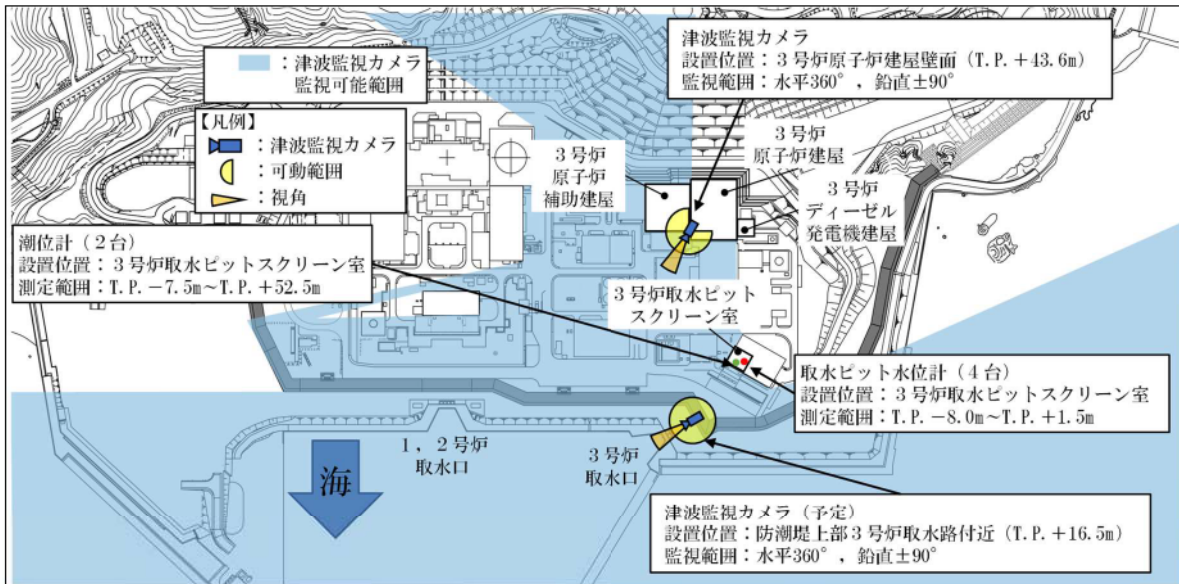 津波監視カメラ
設置位置：3号炉原子炉建屋壁面（T.P.＋43.6m）
監視範囲：水平360°，鉛直±90°
：津波監視カメラ
監視可能範囲
【凡例】
：津波監視カメラ
：可動範囲
：視角
3号炉
原子炉
補助建屋
3号炉
原子炉建屋
3号炉
ディーゼル
発電機建屋
潮位計（2台）
設置位置：3号炉取水ピットスクリーン室
測定範囲：T.P.－7.5m～T.P.＋52.5m
3号炉取水ピット
スクリーン室
取水ピット水位計（4台）
設置位置：3号炉取水ピットスクリーン室
測定範囲：T.P.－8.0m～T.P.＋1.5m
1，2号炉
取水口
3号炉
取水口
海
津波監視カメラ（予定）
設置位置：防潮堤上部3号炉取水路付近（T.P.＋16.5m）
監視範囲：水平360°，鉛直±90°